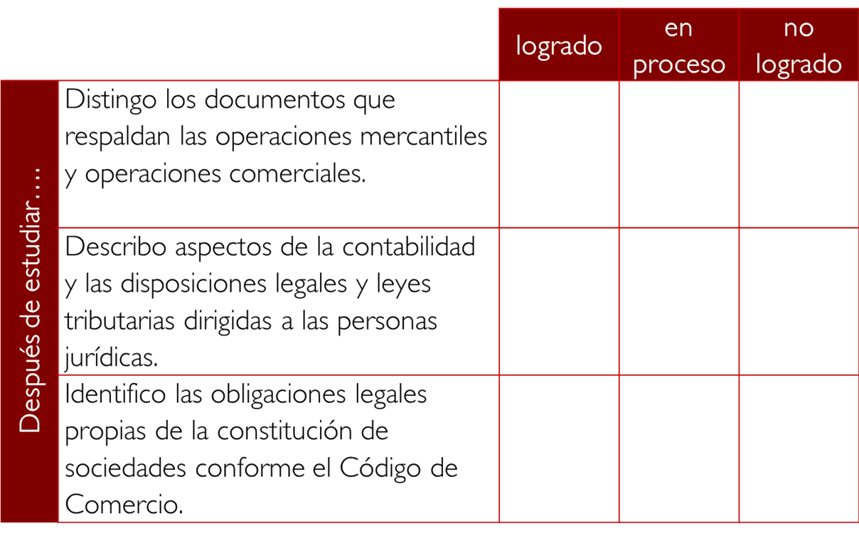 logrado
en
proceso
no
logrado
Después de estudiar….
Distingo los documentos que
respaldan las operaciones mercantiles
y operaciones comerciales.
Describo aspectos de la contabilidad
y las disposiciones legales y leyes
tributarias dirigidas a las personas
jurídicas.
Identifico las obligaciones legales
propias de la constitución de
sociedades conforme el Código de
Comercio.